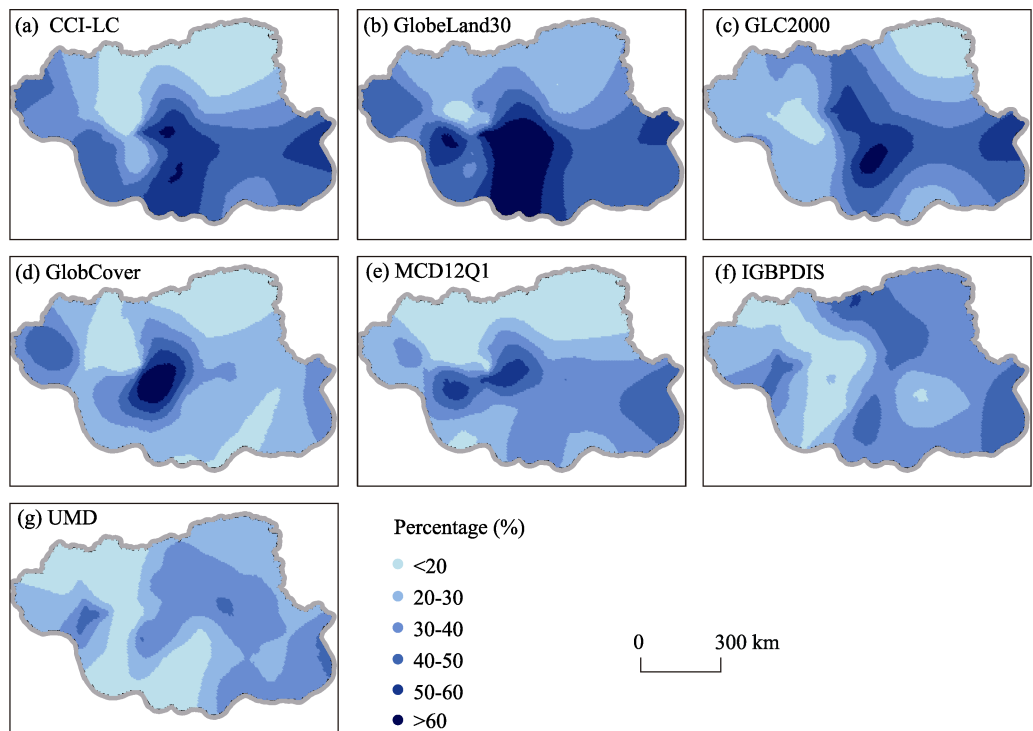 (a) CCI-LC
(b) GlobeLand30
(c) GLC2000
(d) GlobCover
(e) MCD12Q1
(f) IGBPDIS
(g) UMD
Percentage (%)
<20
20-30
30-40
40-50
50-60
>60
0 300 km